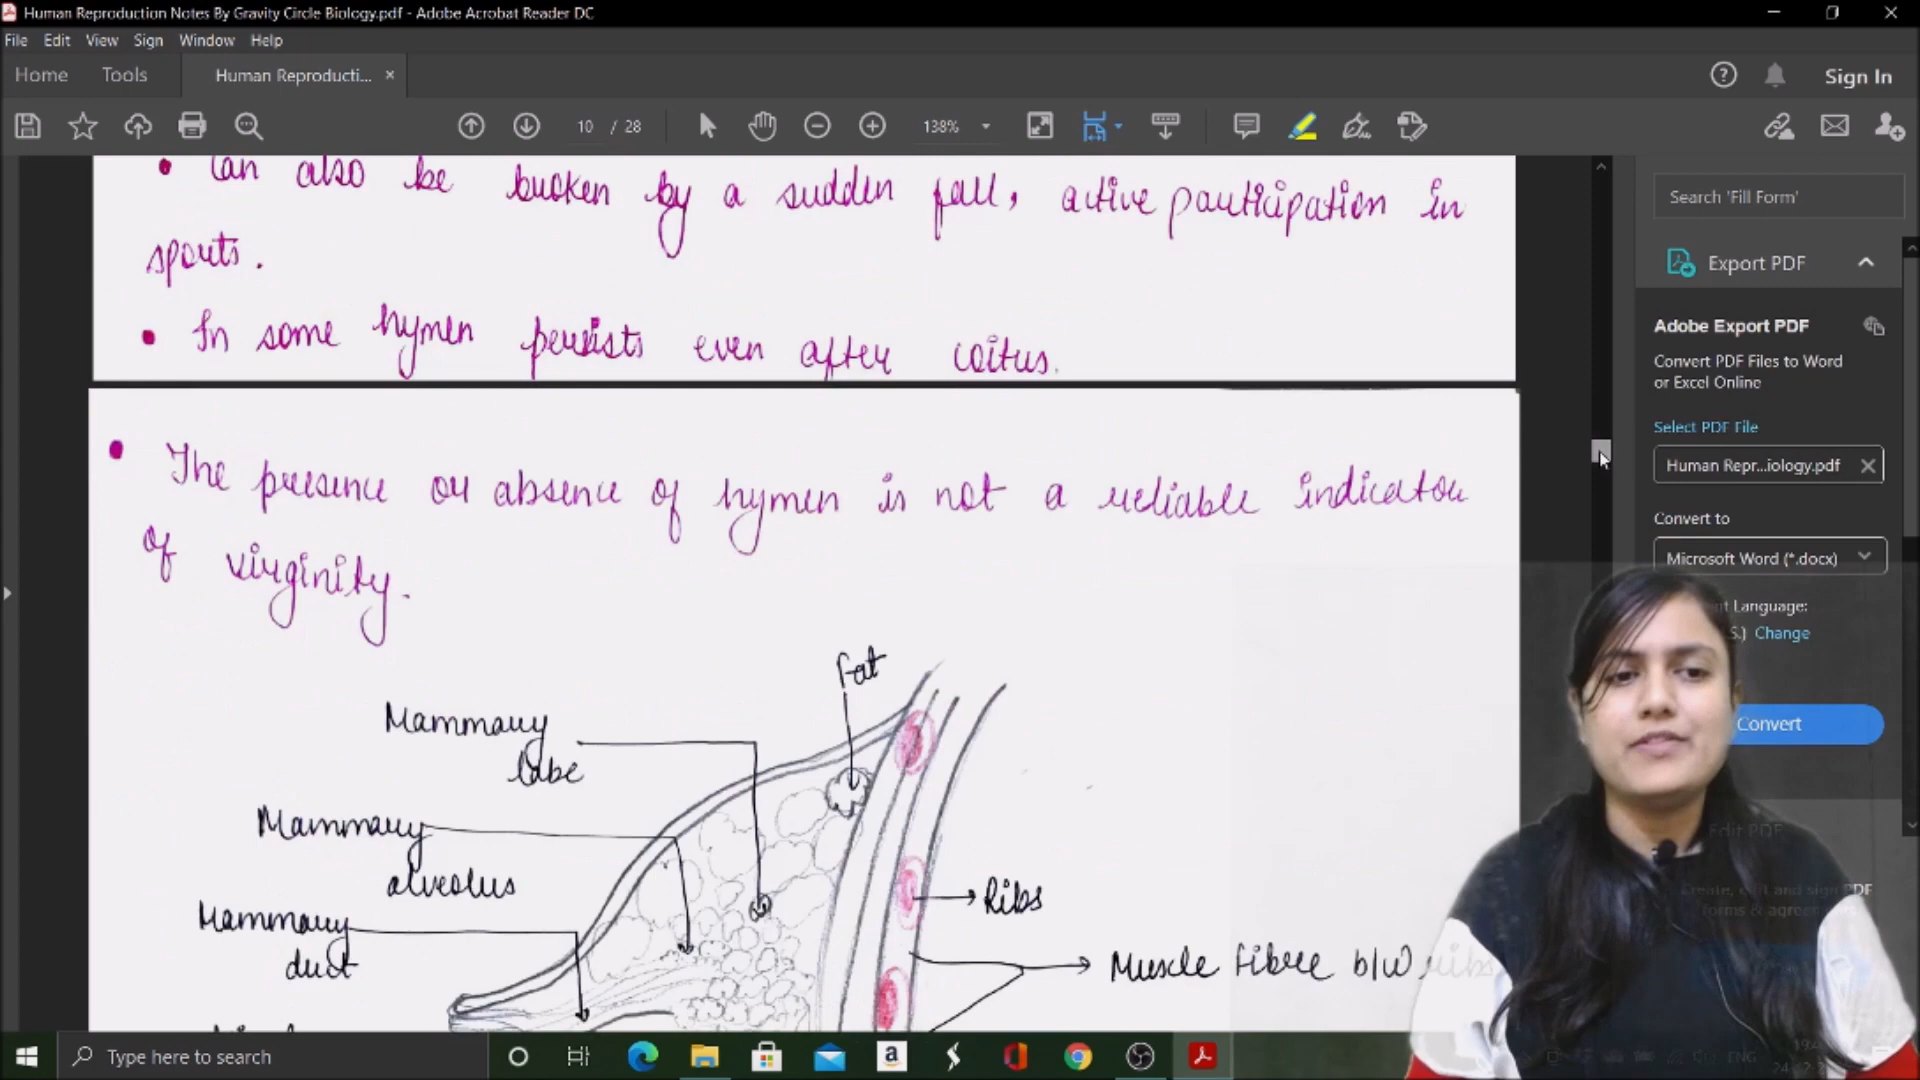 Human Reproduction Notes By Gravity Circle Biology.pdf - Adobe Acrobat Reader DC
File Edit View Sign Window Help
Home Tools Human Reproducti... × Sign In
10 / 28 138%
Can also be broken by a sudden fall, active participation in
sports.
• In some hymen persists even after coitus.
• The presence or absence of hymen is not a reliable indicator
of virginity.
Fat
Mammary
lobe
Mammary
alveolus
Ribs
Mammary
duct
Muscle fibre b/w ribs
Search 'Fill Form'
Export PDF
Adobe Export PDF
Convert PDF Files to Word
or Excel Online
Select PDF File
Human Repr...iology.pdf
Convert to
Microsoft Word (*.docx)
Language:
Change
Convert
Edit PDF
Type here to search
a
ENG